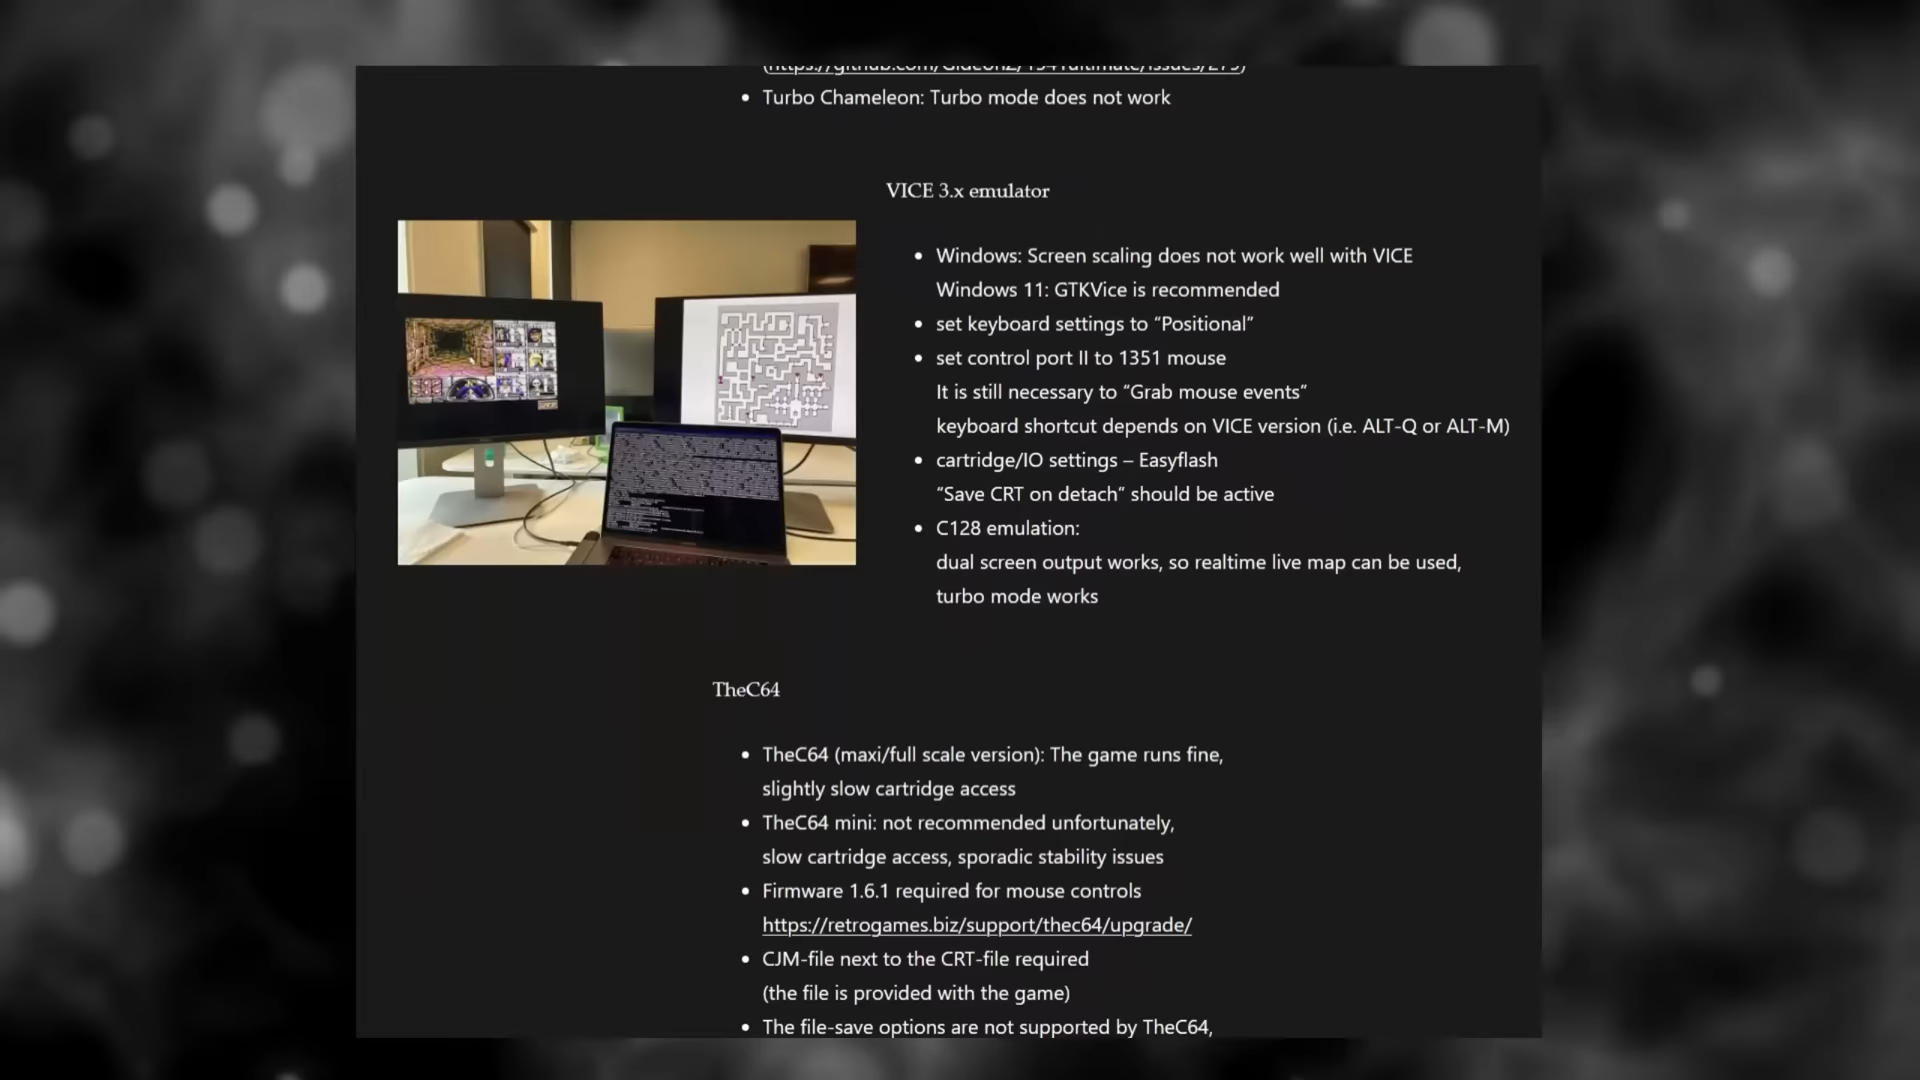 (https://github.com/GideonZ/1541ultimate/issues/279)
• Turbo Chameleon: Turbo mode does not work
VICE 3.x emulator
• Windows: Screen scaling does not work well with VICE
Windows 11: GTKVice is recommended
• set keyboard settings to “Positional”
• set control port II to 1351 mouse
It is still necessary to “Grab mouse events”
keyboard shortcut depends on VICE version (i.e. ALT-Q or ALT-M)
• cartridge/IO settings – Easyflash
“Save CRT on detach“ should be active
• C128 emulation:
dual screen output works, so realtime live map can be used,
turbo mode works
TheC64
• TheC64 (maxi/full scale version): The game runs fine,
slightly slow cartridge access
• TheC64 mini: not recommended unfortunately,
slow cartridge access, sporadic stability issues
• Firmware 1.6.1 required for mouse controls
https://retrogames.biz/support/thec64/upgrade/
• CJM-file next to the CRT-file required
(the file is provided with the game)
• The file-save options are not supported by TheC64,